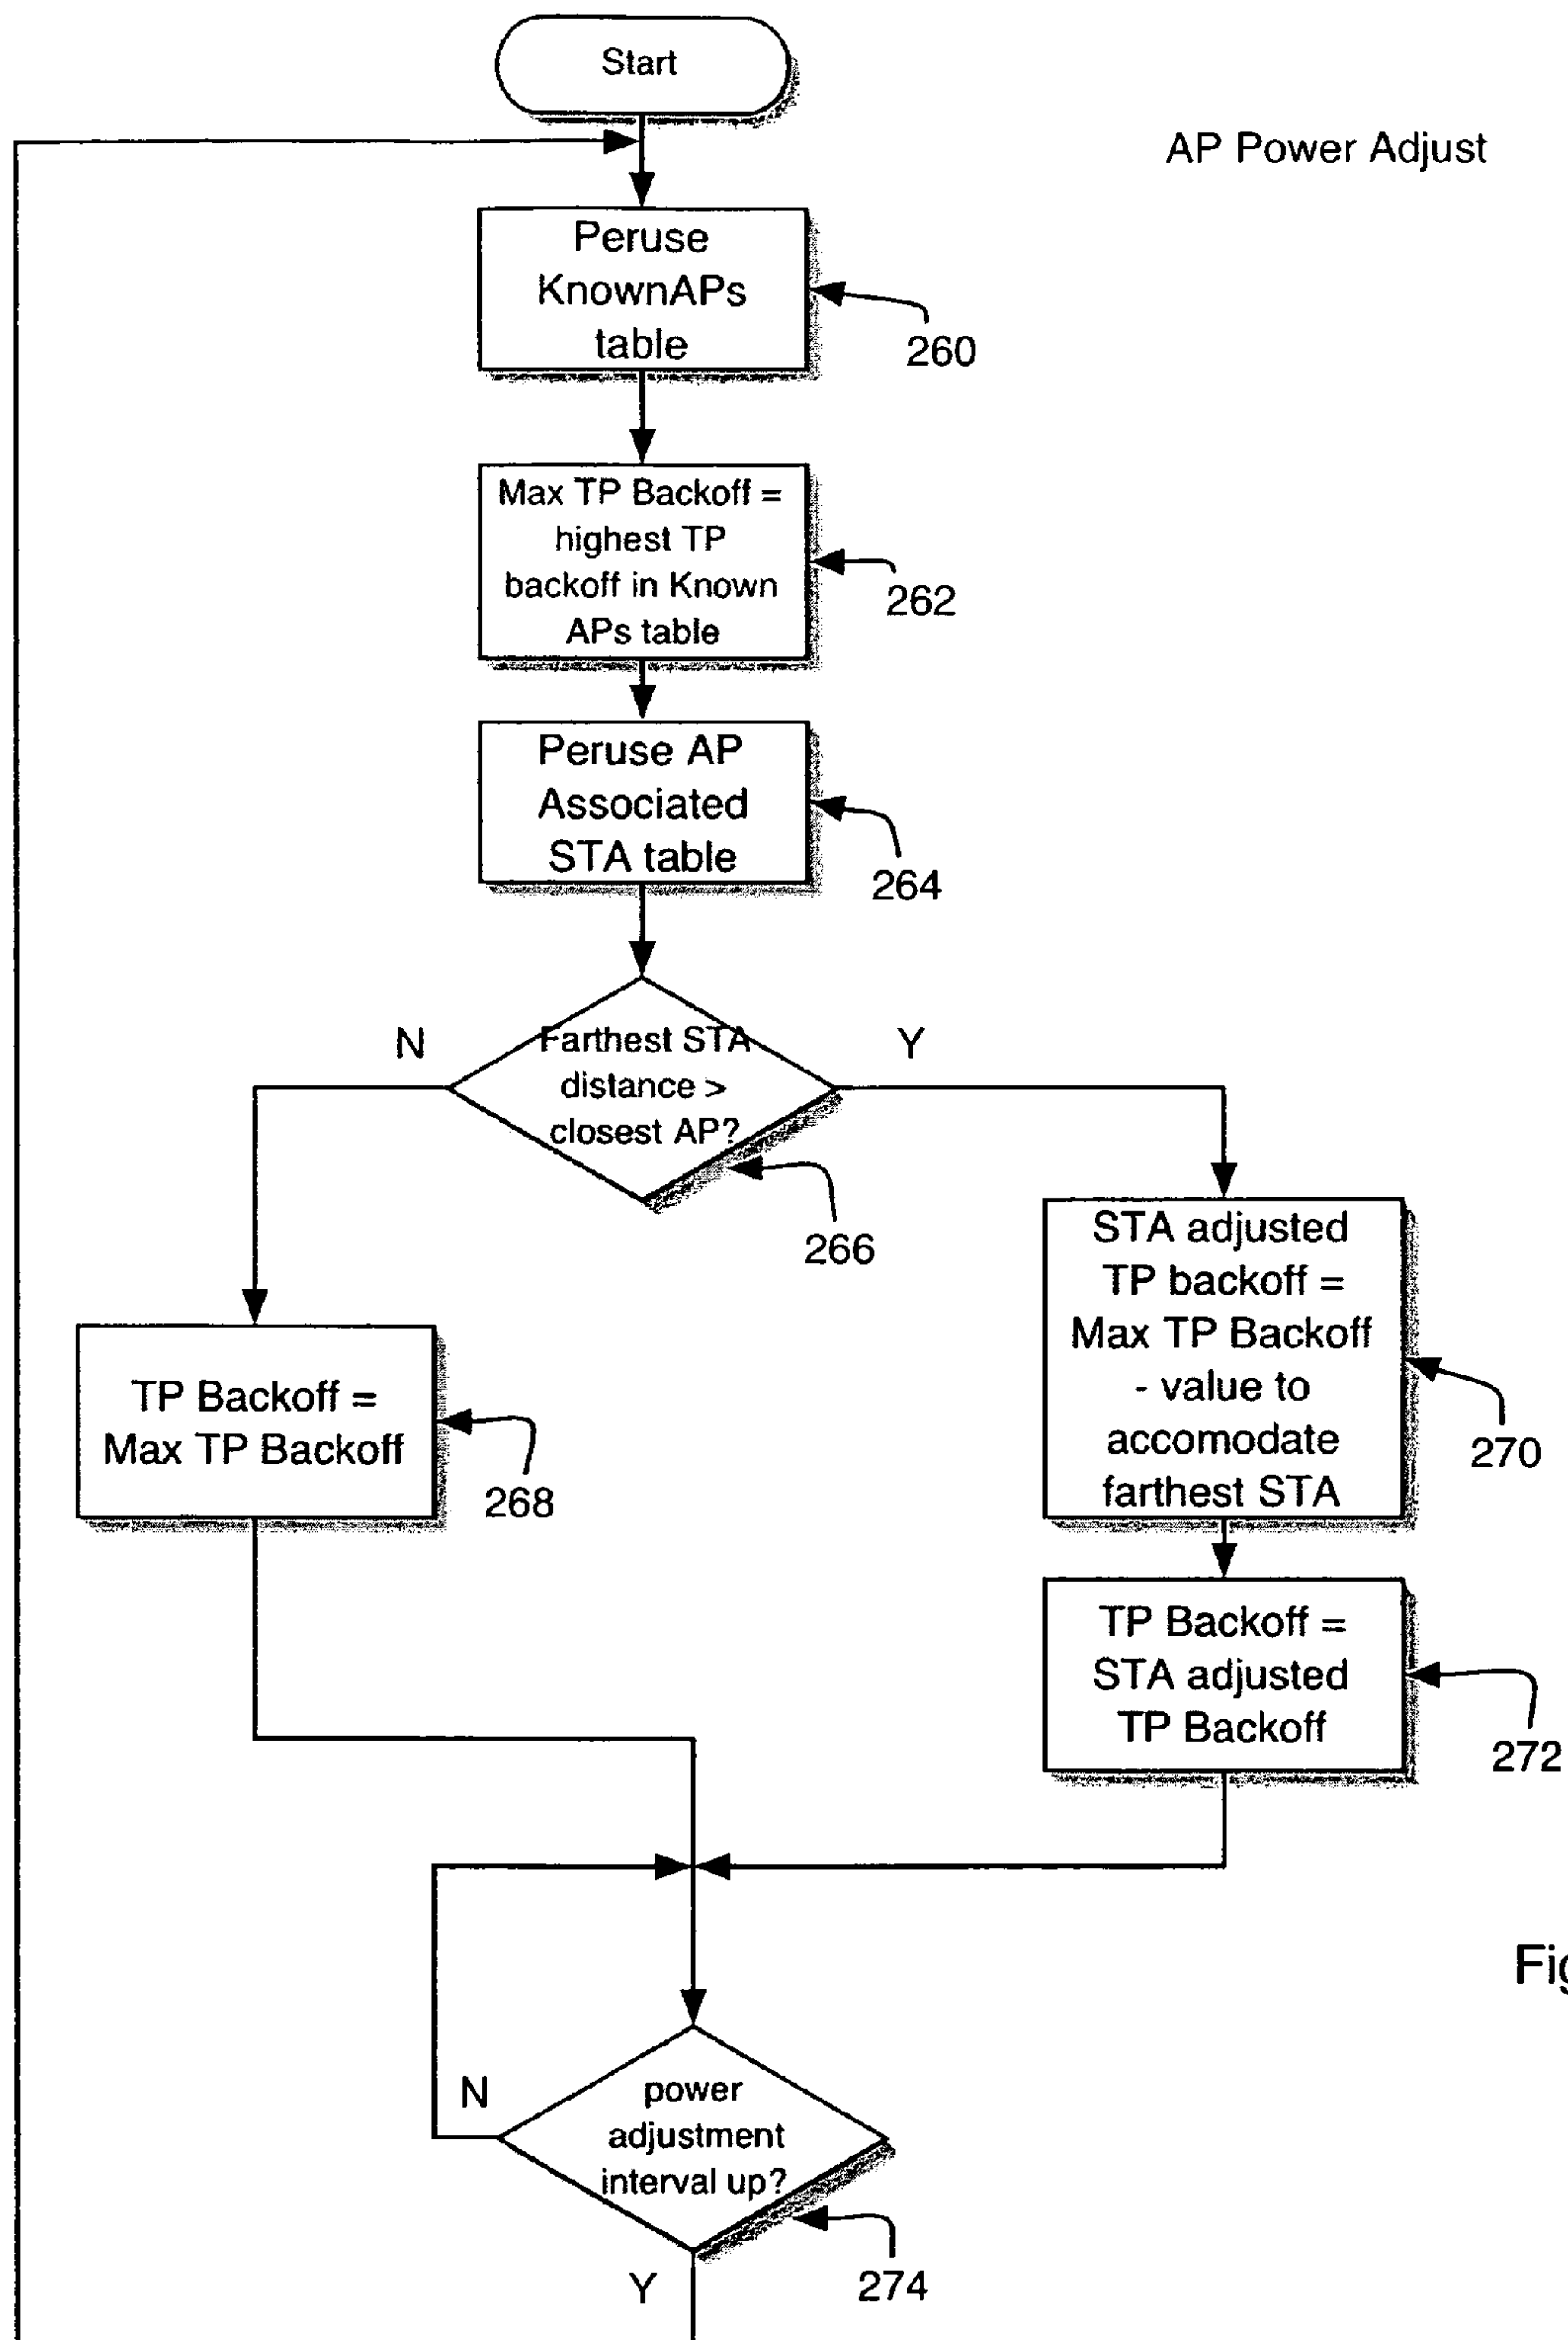 Start
AP Power Adjust
Peruse
KnownAPs
table
260
Max TP Backoff =
highest TP
backoff in Known
APs table
262
Peruse AP
Associated
STA table
264
N
Farthest STA
distance >
closest AP?
Y
266
TP Backoff =
Max TP Backoff
268
STA adjusted
TP backoff =
Max TP Backoff
- value to
accomodate
farthest STA
270
TP Backoff =
STA adjusted
TP Backoff
272
N
power
adjustment
interval up?
Y
274